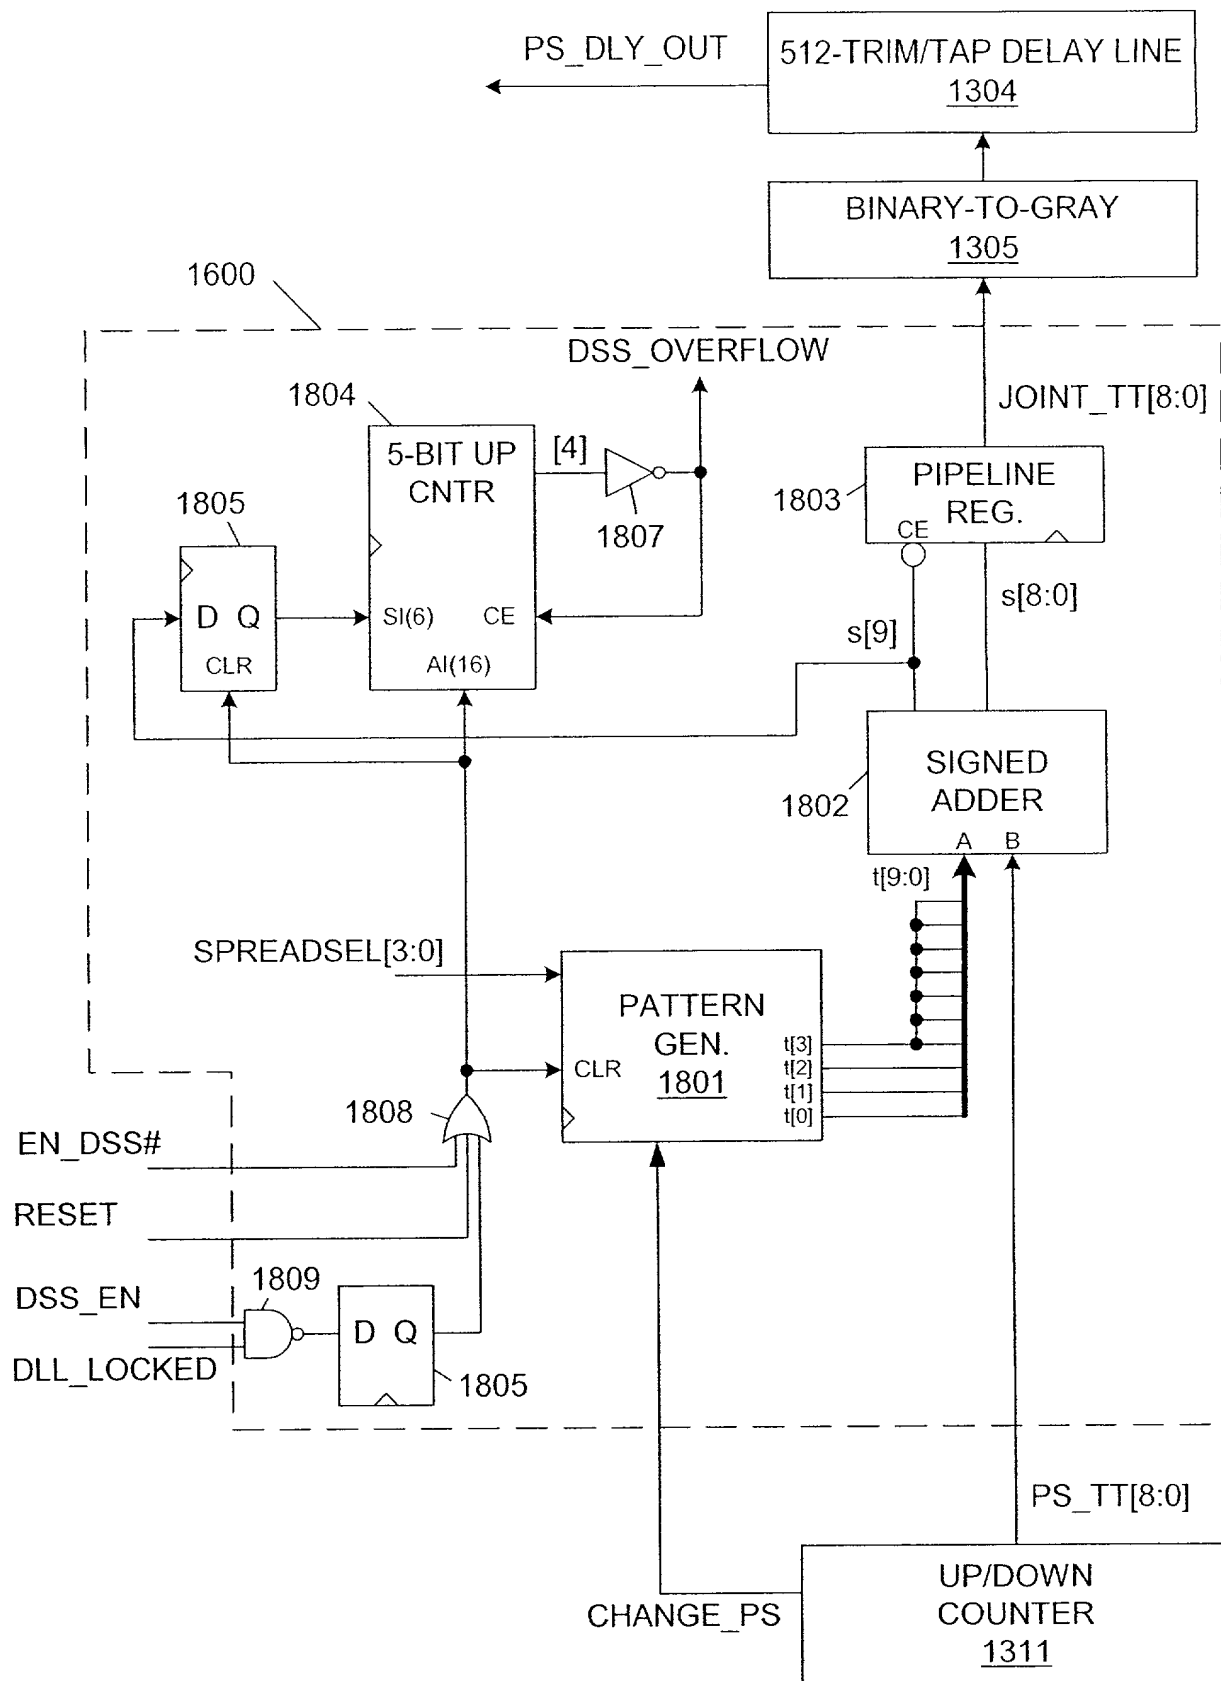 PS_DLY_OUT
512-TRIM/TAP DELAY LINE
1304
BINARY-TO-GRAY
1305
1600
DSS_OVERFLOW
JOINT_TT[8:0]
1804
5-BIT UP
CNTR
[4]
1807
SI(6)
CE
AI(16)
1805
D Q
CLR
PIPELINE
REG.
CE
1803
s[9]
s[8:0]
SIGNED
ADDER
A B
1802
t[9:0]
SPREADSEL[3:0]
PATTERN
GEN.
1801
CLR
t[3]
t[2]
t[1]
t[0]
1808
EN_DSS#
RESET
DSS_EN
DLL_LOCKED
1809
D Q
1805
PS_TT[8:0]
CHANGE_PS
UP/DOWN
COUNTER
1311